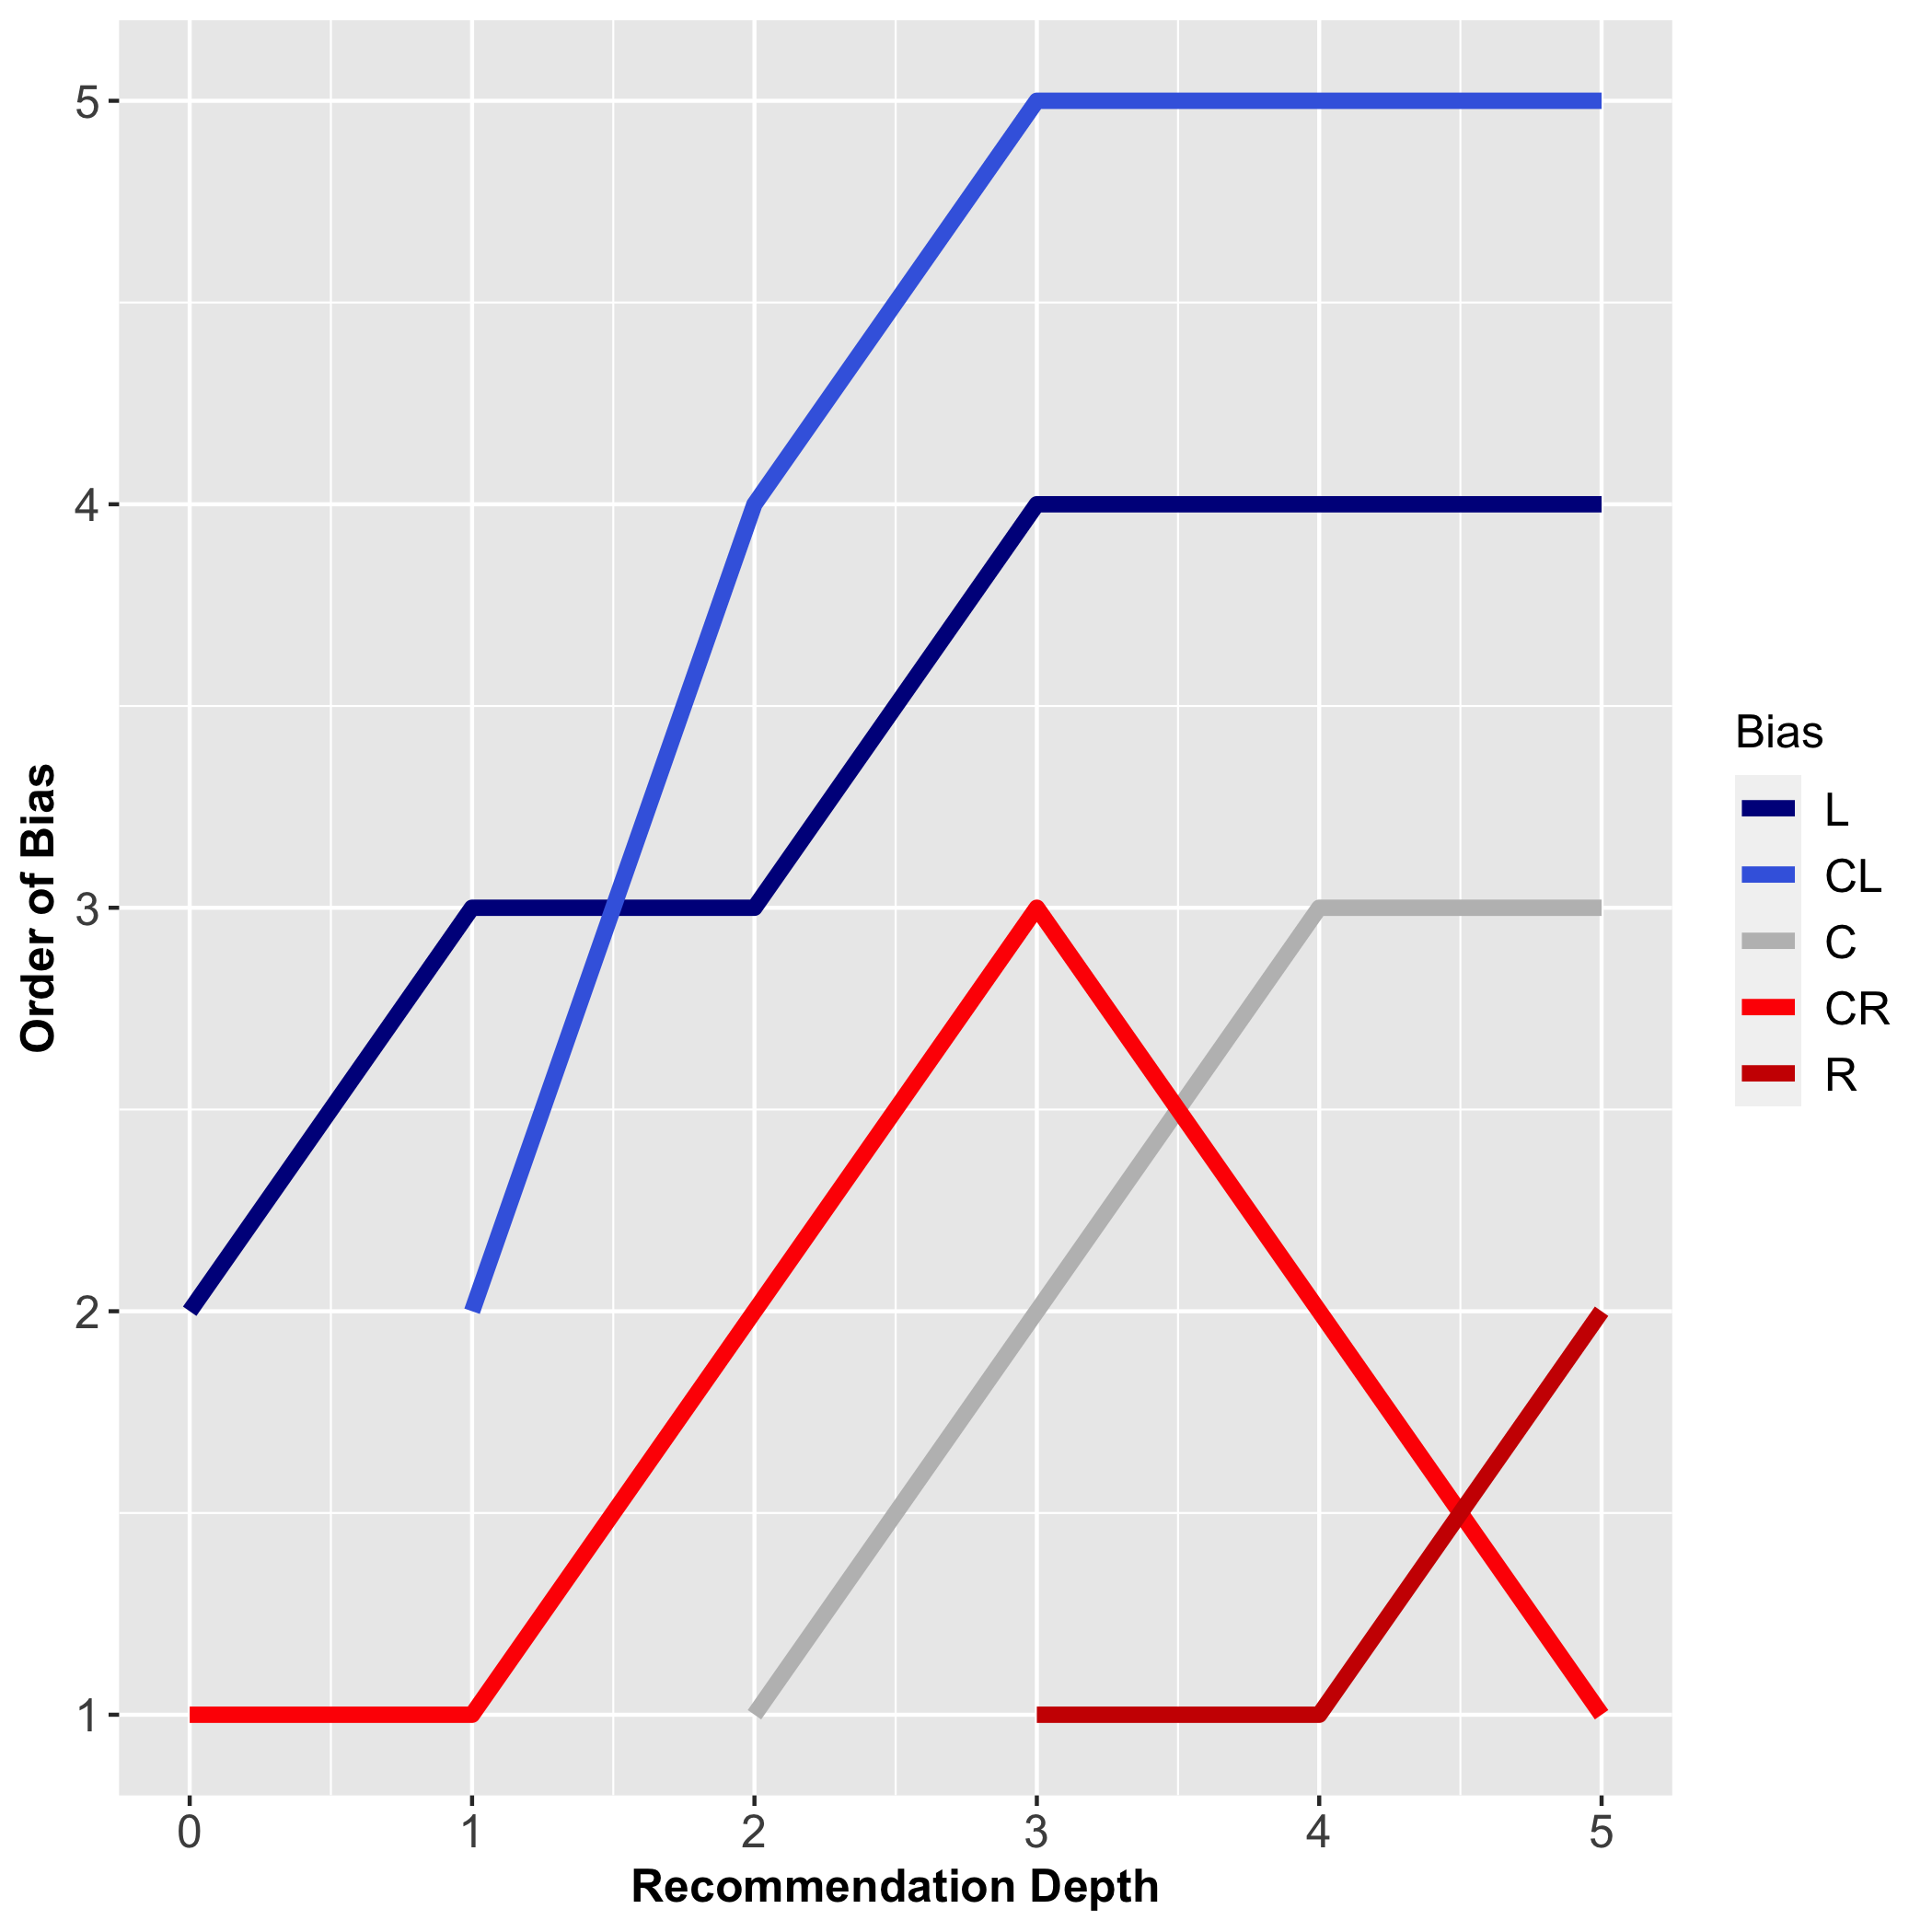 Order of Bias
5
4
3
2
1
0 1 2 3 4 5
Recommendation Depth
Bias
L
CL
C
CR
R